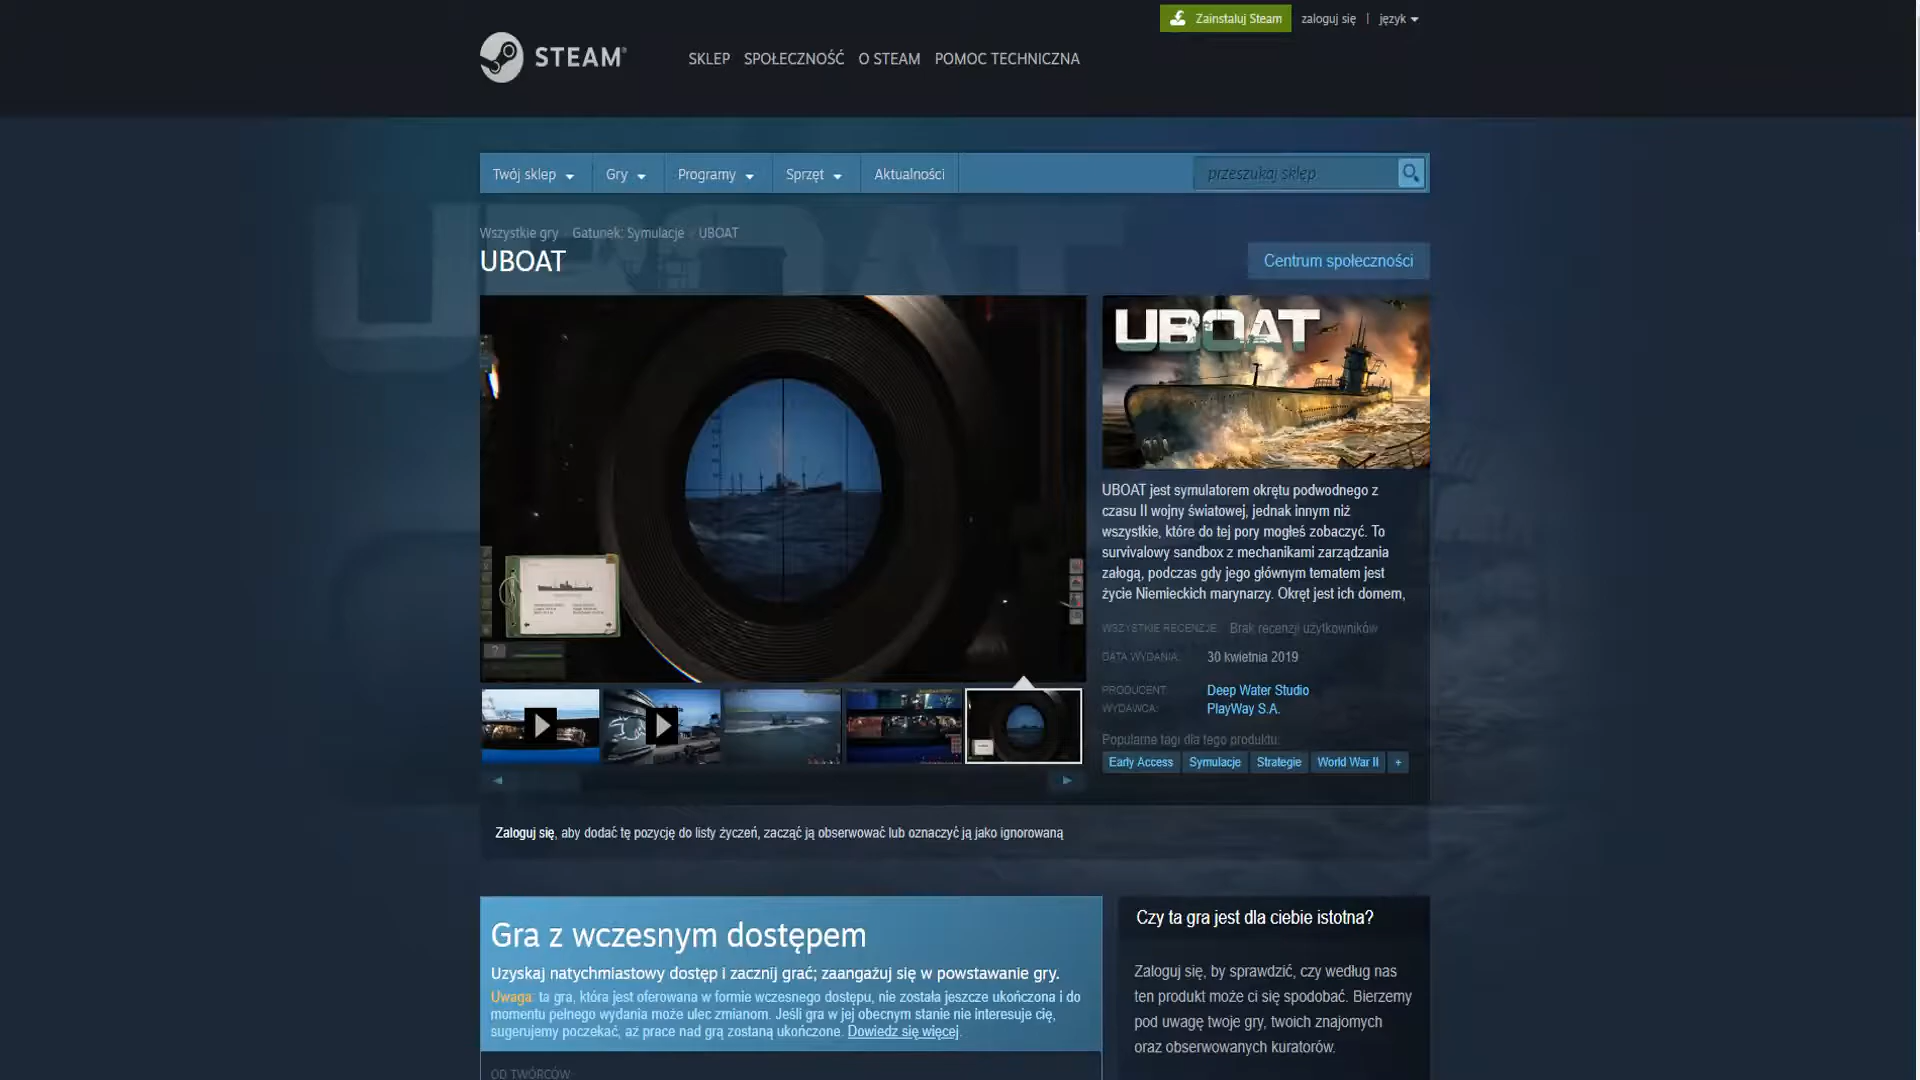 Zainstaluj Steam
zaloguj się | język
STEAM
SKLEP SPOŁECZNOŚĆ O STEAM POMOC TECHNICZNA
Twój sklep Gry Programy Sprzęt Aktualności przeszukaj sklep
Wszystkie gry Gatunek: Symulacje UBOAT
UBOAT
Centrum społeczności
UBOAT
UBOAT jest symulatorem okrętu podwodnego z
czasu II wojny światowej, jednak innym niż
wszystkie, które do tej pory mogłeś zobaczyć. To
survivalowy sandbox z mechanikami zarządzania
załogą, podczas gdy jego głównym tematem jest
życie Niemieckich marynarzy. Okręt jest ich domem,
WSZYSTKIE RECENZJE: Brak recenzji użytkowników
DATA WYDANIA: 30 kwietnia 2019
PRODUCENT: Deep Water Studio
WYDAWCA: PlayWay S.A.
Popularne tagi dla tego produktu:
Early Access Symulacje Strategie World War II +
Zaloguj się, aby dodać tę pozycję do listy życzeń, zacząć ją obserwować lub oznaczyć ją jako ignorowaną
Gra z wczesnym dostępem
Uzyskaj natychmiastowy dostęp i zacznij grać; zaangażuj się w powstawanie gry.
Uwaga: ta gra, która jest oferowana w formie wczesnego dostępu, nie została jeszcze ukończona i do
momentu pełnego wydania może ulec zmianom. Jeśli gra w jej obecnym stanie nie interesuje cię,
sugerujemy poczekać, aż prace nad grą zostaną ukończone. Dowiedz się więcej.
OD TWÓRCÓW
Czy ta gra jest dla ciebie istotna?
Zaloguj się, by sprawdzić, czy według nas
ten produkt może ci się spodobać. Bierzemy
pod uwagę twoje gry, twoich znajomych
oraz obserwowanych kuratorów.